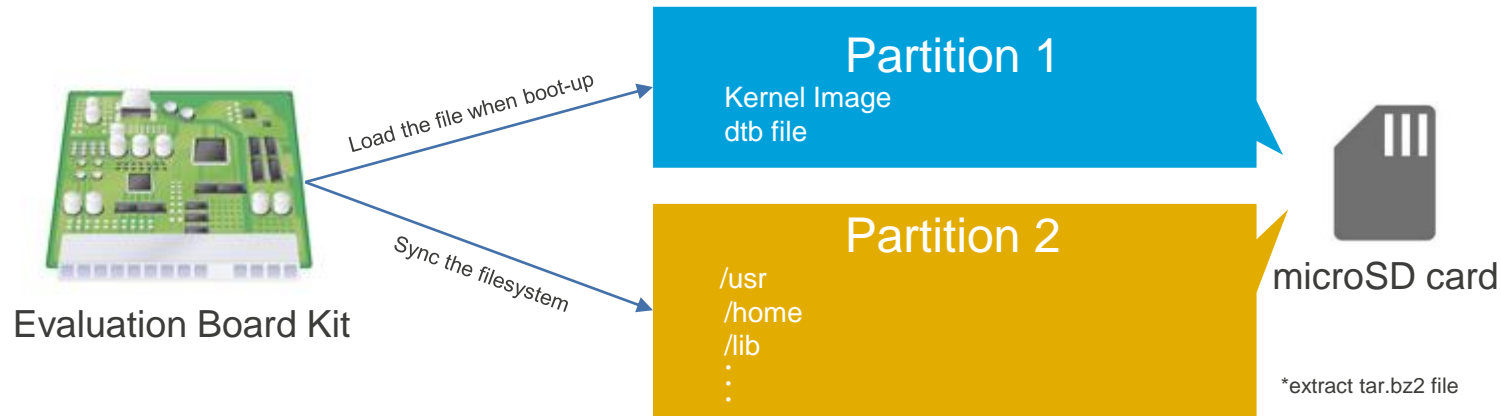 Partition 1
Kernel Image
dtb file
Load the file when boot-up
Sync the filesystem
Evaluation Board Kit
Partition 2
/usr
/home
/lib
.
.
.
microSD card
*extract tar.bz2 file